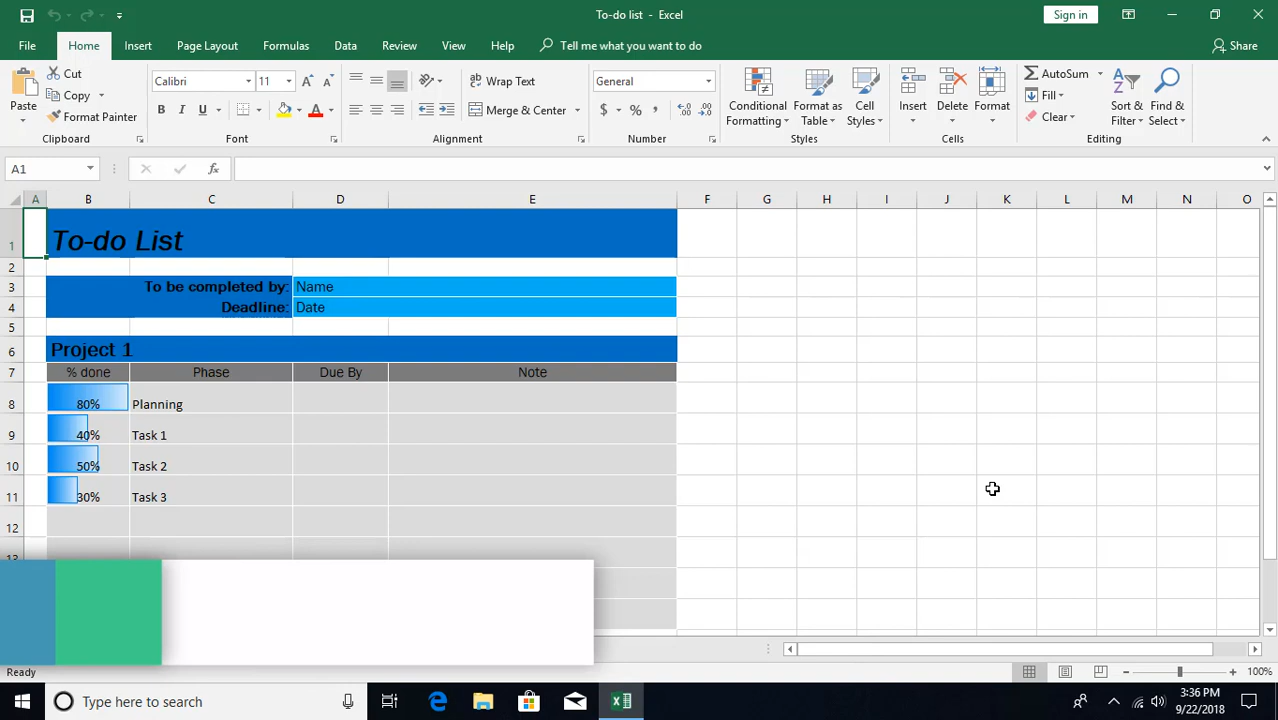 To-do list - Excel
Sign in
File Home Insert Page Layout Formulas Data Review View Help Tell me what you want to do Share
Paste
Cut
Copy
Format Painter
Clipboard
Calibri 11
B I U
Font
Wrap Text
Merge & Center
Alignment
General
$ % ,
Number
Conditional Formatting
Format as Table
Cell Styles
Styles
Insert
Delete
Format
Cells
AutoSum
Fill
Clear
Sort & Filter
Find & Select
Editing
A1
fx
A B C D E F G H I J K L M N O
1 To-do List
2
3 To be completed by: Name
4 Deadline: Date
5
6 Project 1
7 % done Phase Due By Note
8 80% Planning
9 40% Task 1
10 50% Task 2
11 30% Task 3
12
13
Ready
100%
Type here to search
3:36 PM
9/22/2018